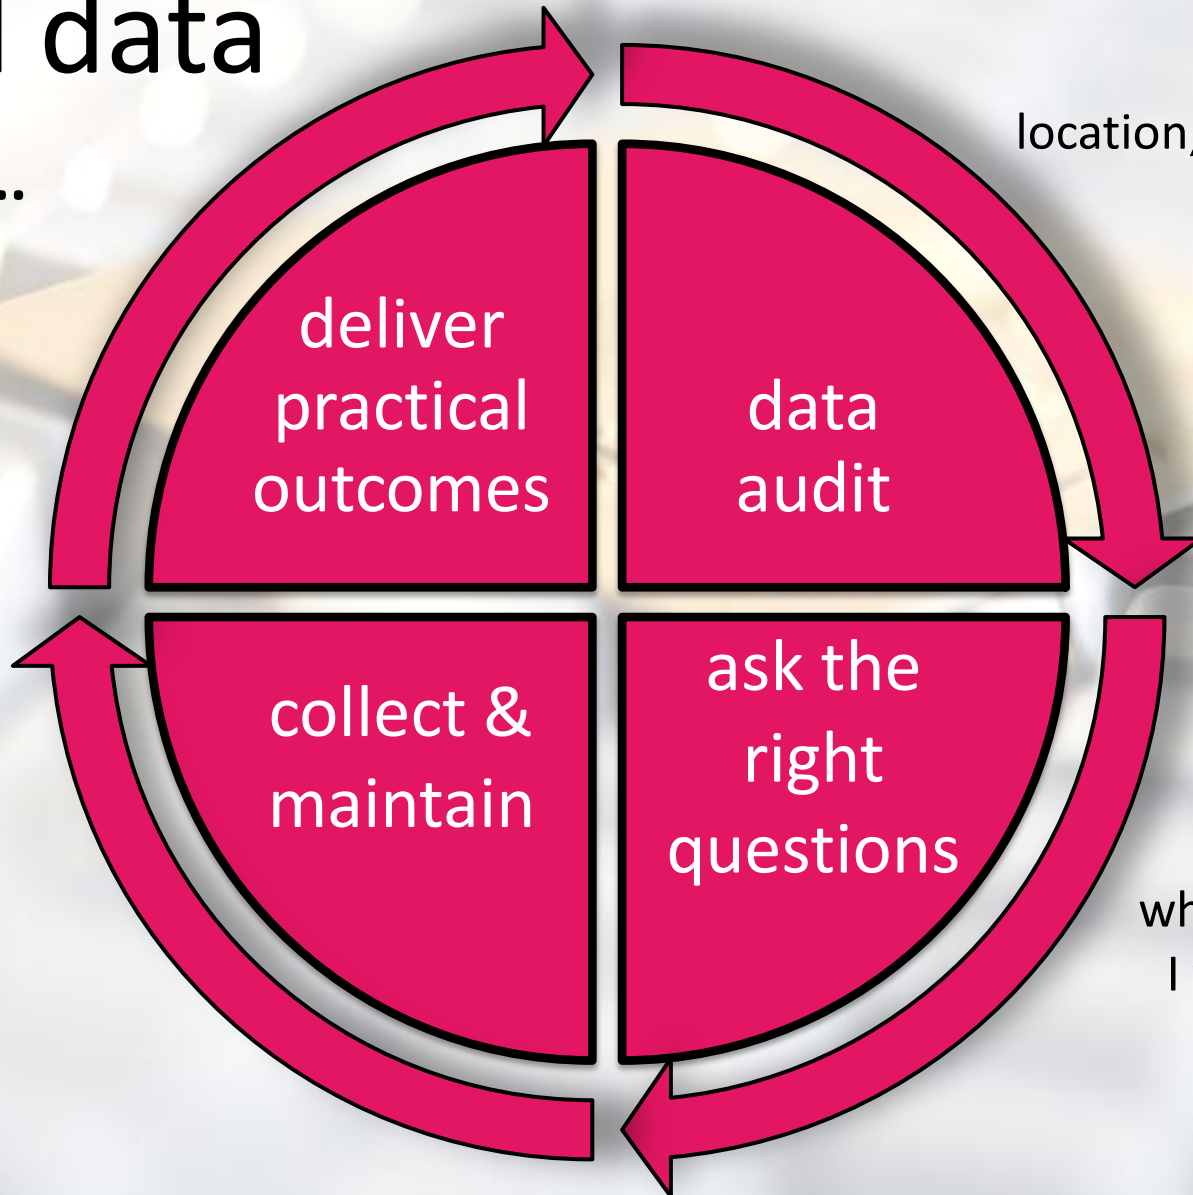 data
..
location,
deliver
practical
outcomes
data
audit
collect &
maintain
ask the
right
questions
I